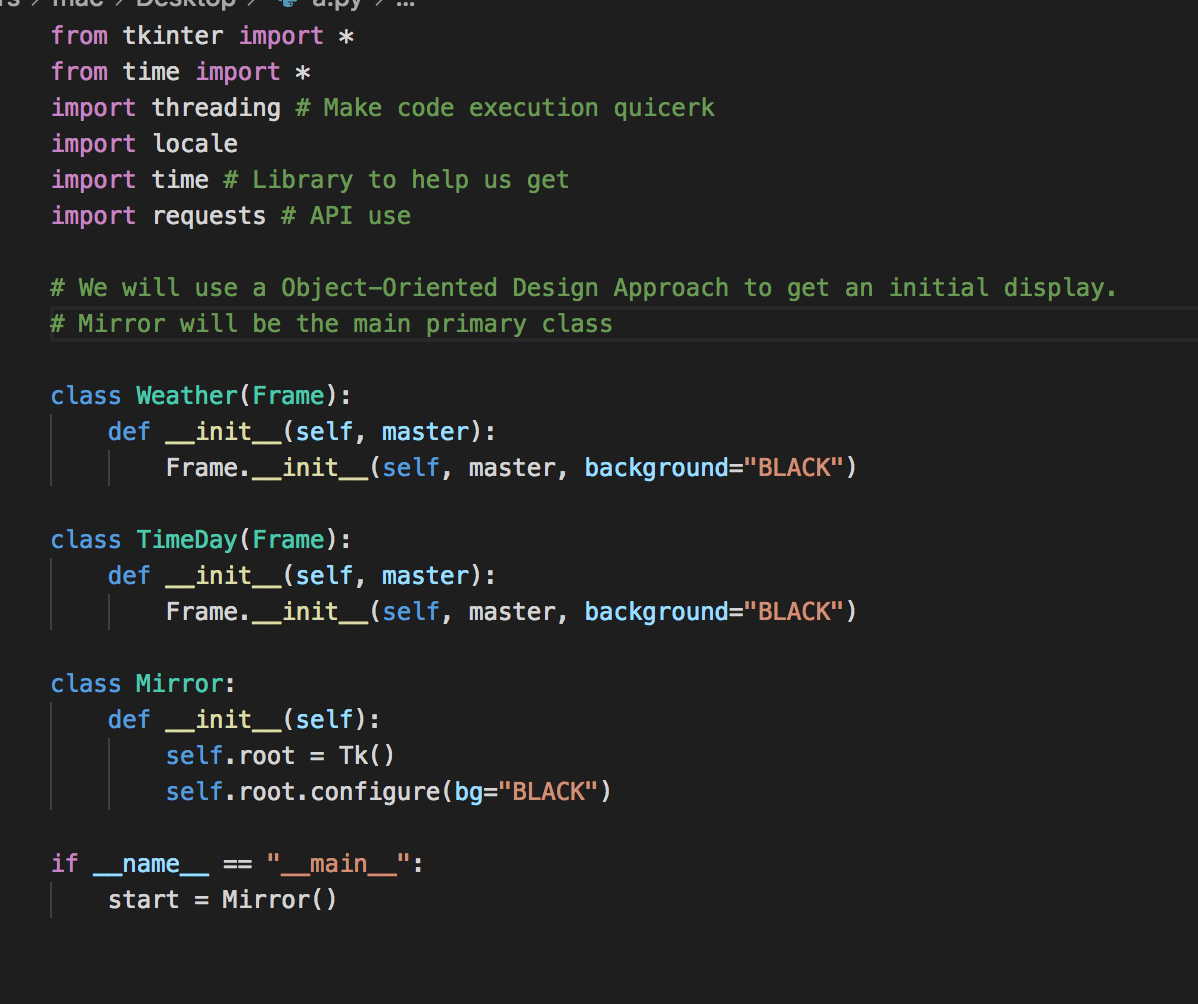 rs > mac > Desktop > a.py > ...
from tkinter import *
from time import *
import threading # Make code execution quicerk
import locale
import time # Library to help us get
import requests # API use
# We will use a Object-Oriented Design Approach to get an initial display.
# Mirror will be the main primary class
class Weather(Frame):
def __init__(self, master):
Frame.__init__(self, master, background="BLACK")
class TimeDay(Frame):
def __init__(self, master):
Frame.__init__(self, master, background="BLACK")
class Mirror:
def __init__(self):
self.root = Tk()
self.root.configure(bg="BLACK")
if __name__ == "__main__":
start = Mirror()